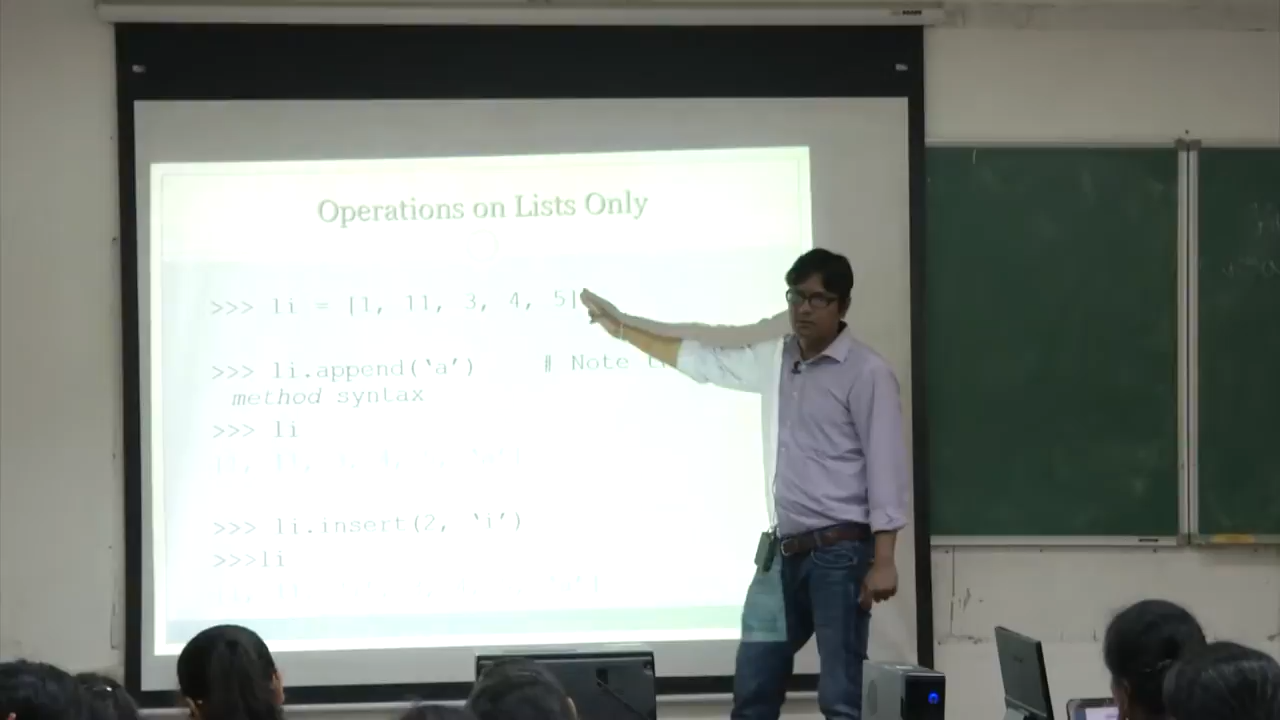 Operations on Lists Only
>>> li = [1, 11, 3, 4, 5]
>>> li.append(‘a’) # Note
method syntax
>>> li
>>> li.insert(2, ‘i’)
>>>li